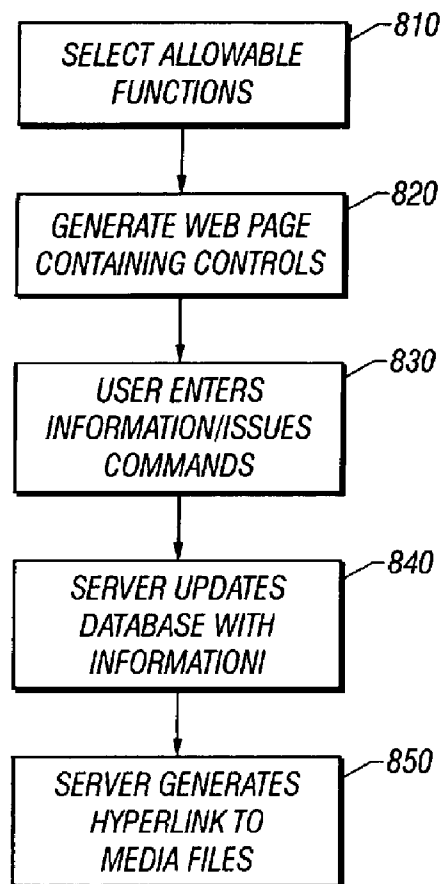 810
SELECT ALLOWABLE
FUNCTIONS
820
GENERATE WEB PAGE
CONTAINING CONTROLS
830
USER ENTERS
INFORMATION/ISSUES
COMMANDS
840
SERVER UPDATES
DATABASE WITH
INFORMATIONI
850
SERVER GENERATES
HYPERLINK TO
MEDIA FILES